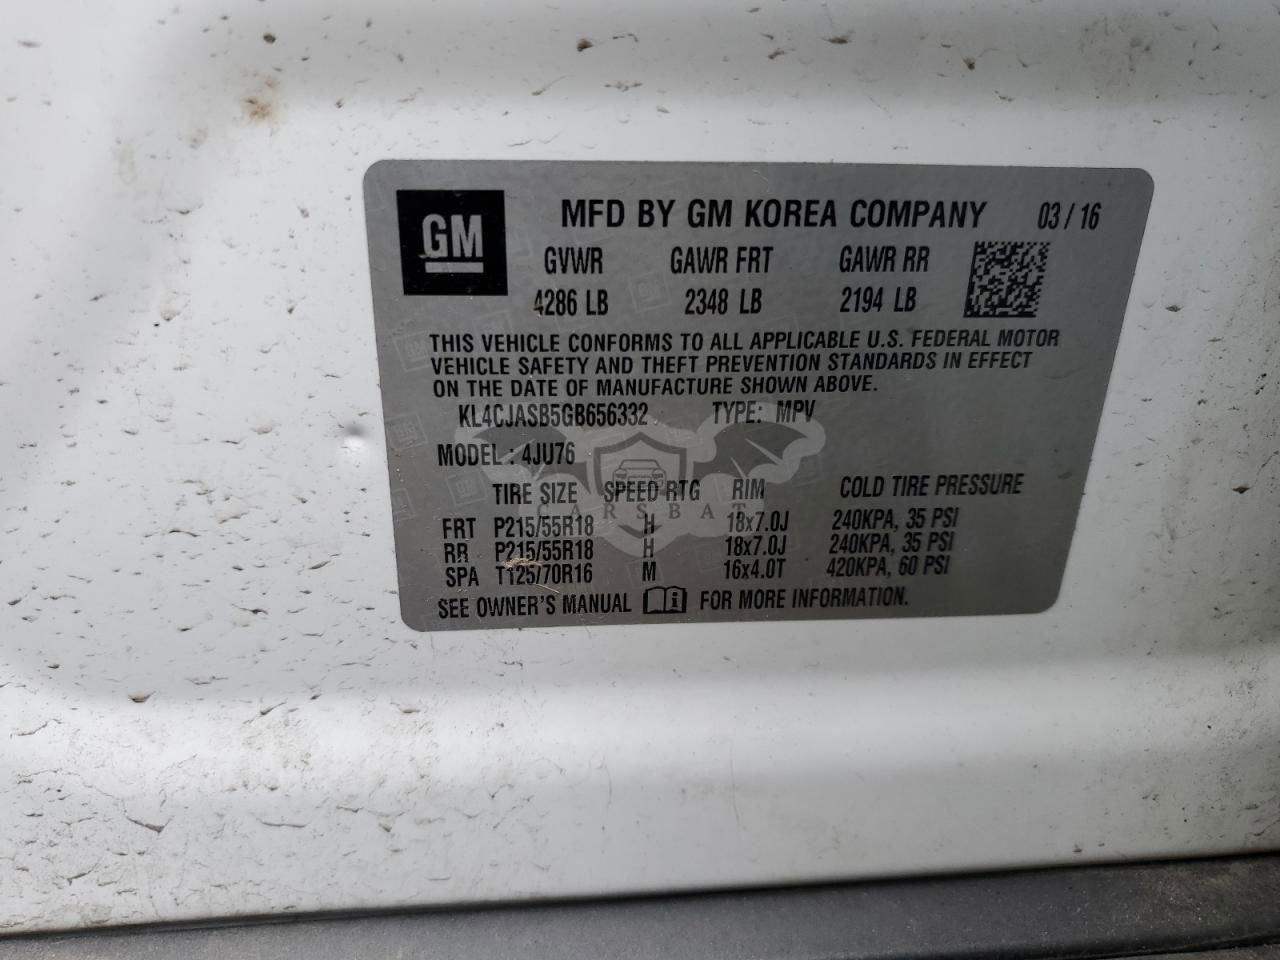 GM
MFD BY GM KOREA COMPANY 03 / 16
GVWR GAWR FRT GAWR RR
4286 LB 2348 LB 2194 LB
THIS VEHICLE CONFORMS TO ALL APPLICABLE U.S. FEDERAL MOTOR
VEHICLE SAFETY AND THEFT PREVENTION STANDARDS IN EFFECT
ON THE DATE OF MANUFACTURE SHOWN ABOVE.
KL4CJASB5GB656332 TYPE: MPV
MODEL : 4JU76
TIRE SIZE SPEED RTG RIM COLD TIRE PRESSURE
CARSBAT
FRT P215/55R18 H 18x7.0J 240KPA, 35 PSI
RR P215/55R18 H 18x7.0J 240KPA, 35 PSI
SPA T125/70R16 M 16x4.0T 420KPA, 60 PSI
SEE OWNER'S MANUAL i FOR MORE INFORMATION.